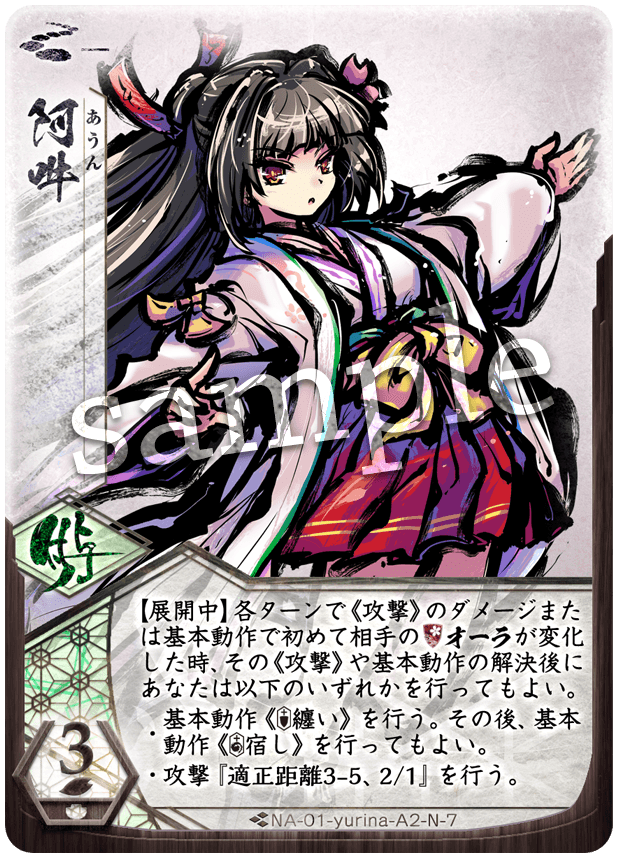 一
阿吽
あうん
sample
付
【展開中】各ターンで《攻撃》のダメージまた
は基本動作で初めて相手のオーラが変化
した時、その《攻撃》や基本動作の解決後に
あなたは以下のいずれかを行ってもよい。
・基本動作《纏い》を行う。その後、基本
動作《宿し》を行ってもよい。
・攻撃『適正距離3-5、2/1』を行う。
3
NA-01-yurina-A2-N-7